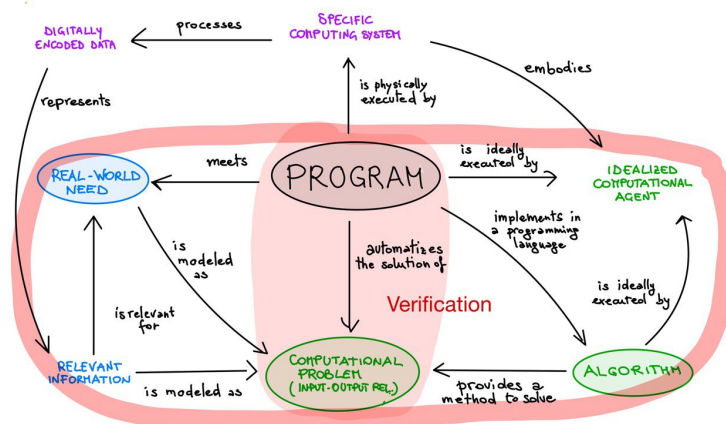 SPECIFIC
COMPUTING SYSTEM
processes
DIGITALLY
ENCODED DATA
embodies
is physically
executed by
represents
meets
PROGRAM
is ideally
executed by
REAL-WORLD
NEED
IDEALIZED
COMPUTATIONAL
AGENT
implements in
a programming
language
is
modeled
as
automatizes
the solution of
is ideally
executed by
Verification
is relevant
for
RELEVANT
INFORMATION
is modeled as
COMPUTATIONAL
PROBLEM
(INPUT-OUTPUT REL.)
provides a
method to solve
ALGORITHM